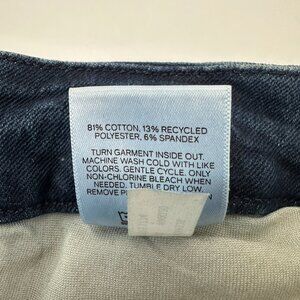 81% COTTON, 13% RECYCLED
POLYESTER, 6% SPANDEX
TURN GARMENT INSIDE OUT.
MACHINE WASH COLD WITH LIKE
COLORS. GENTLE CYCLE. ONLY
NON-CHLORINE BLEACH WHEN
NEEDED. TUMBLE DRY LOW.
REMOVE